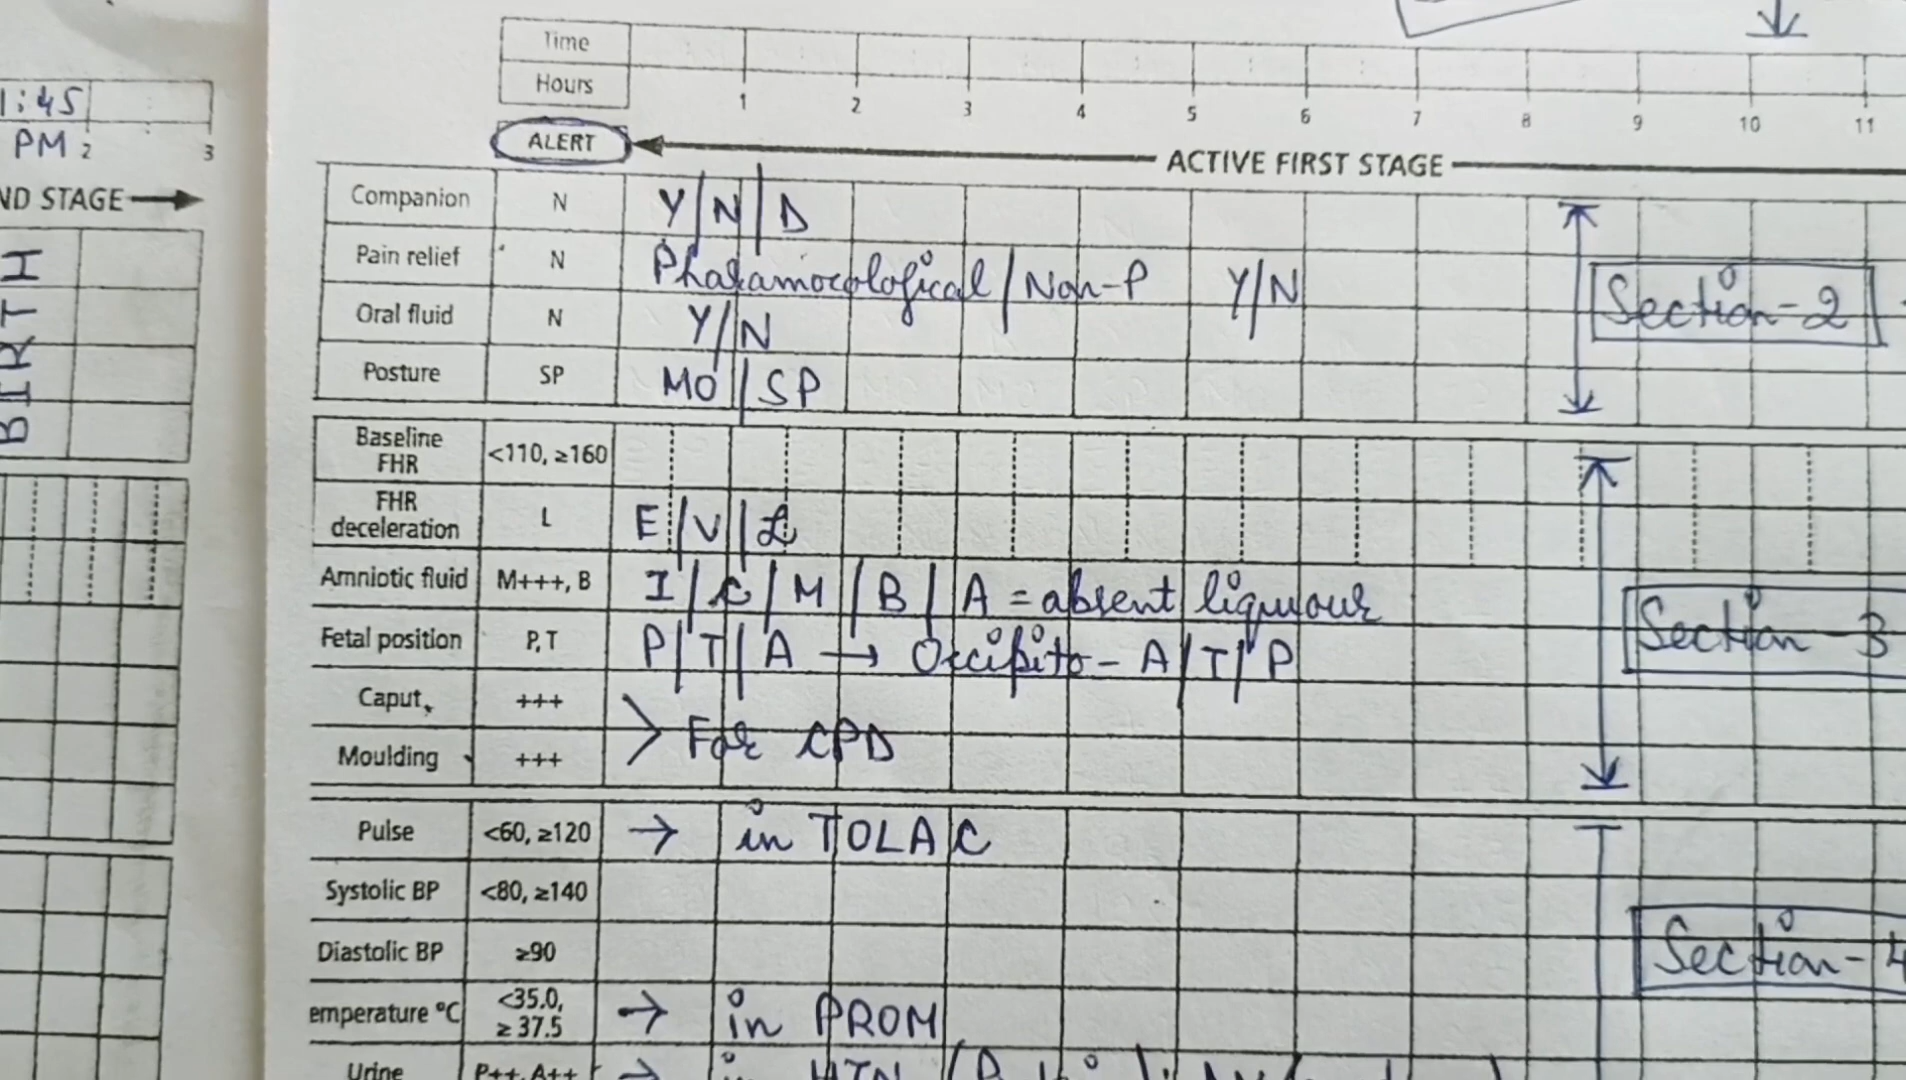 Time
Hours
1 2 3 4 5 6 7 8 9 10 11
ALERT
ACTIVE FIRST STAGE
1:45
PM 2 3
ND STAGE
BIRTH
Companion N Y/N/D
Pain relief N Pharamocological/Non-P Y/N
Oral fluid N Y/N
Posture SP MO/SP
Section-2
Baseline FHR <110, ≥160
FHR deceleration L E/V/L
Amniotic fluid M+++, B I/C/M/B/A = absent liquour
Fetal position P, T P/T/A → Occipito-A/T/P
Caput +++
For CPD
Moulding +++
Section-3
Pulse <60, ≥120 → in TOLAC
Systolic BP <80, ≥140
Diastolic BP ≥90
Section-4
emperature °C <35.0, ≥ 37.5 → in PROM
Urine P++, A++ → in HTN